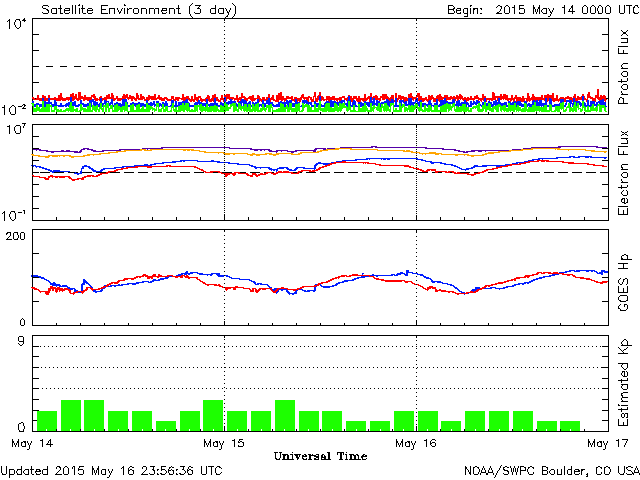 Satellite Environment (3 day)
Begin: 2015 May 14 0000 UTC
10⁴
10⁻²
Proton Flux
10⁷
10⁻¹
Electron Flux
200
0
GOES Hp
9
0
Estimated Kp
May 14 May 15 May 16 May 17
Universal Time
Updated 2015 May 16 23:56:36 UTC
NOAA/SWPC Boulder, CO USA